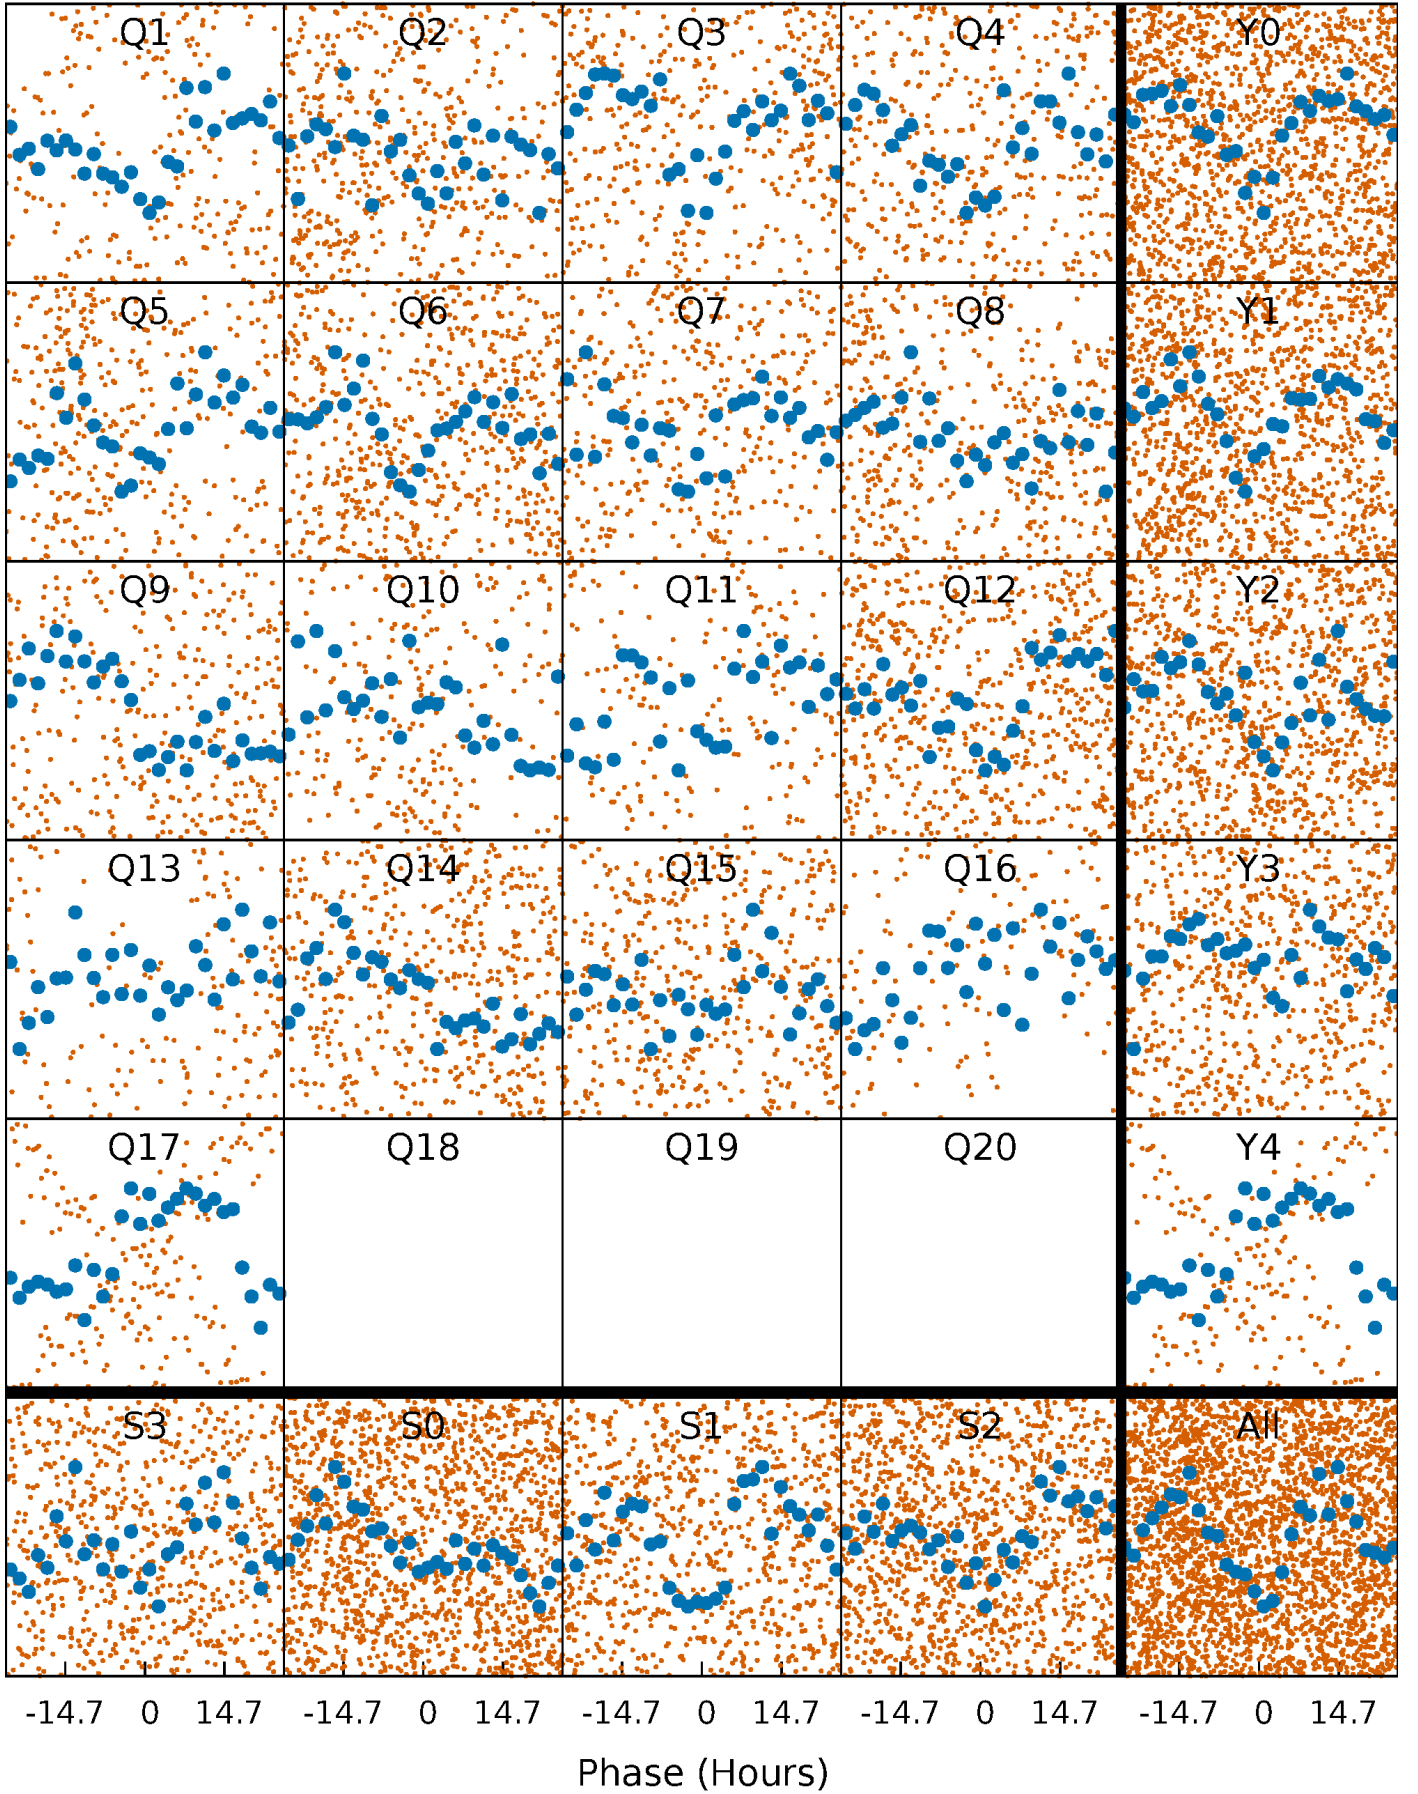 Q1 Q2 Q3 Q4 Y0
Q5 Q6 Q7 Q8 Y1
Q9 Q10 Q11 Q12 Y2
Q13 Q14 Q15 Q16 Y3
Q17 Q18 Q19 Q20 Y4
S3 S0 S1 S2 All
-14.7 0 14.7 -14.7 0 14.7 -14.7 0 14.7 -14.7 0 14.7 -14.7 0 14.7
Phase (Hours)